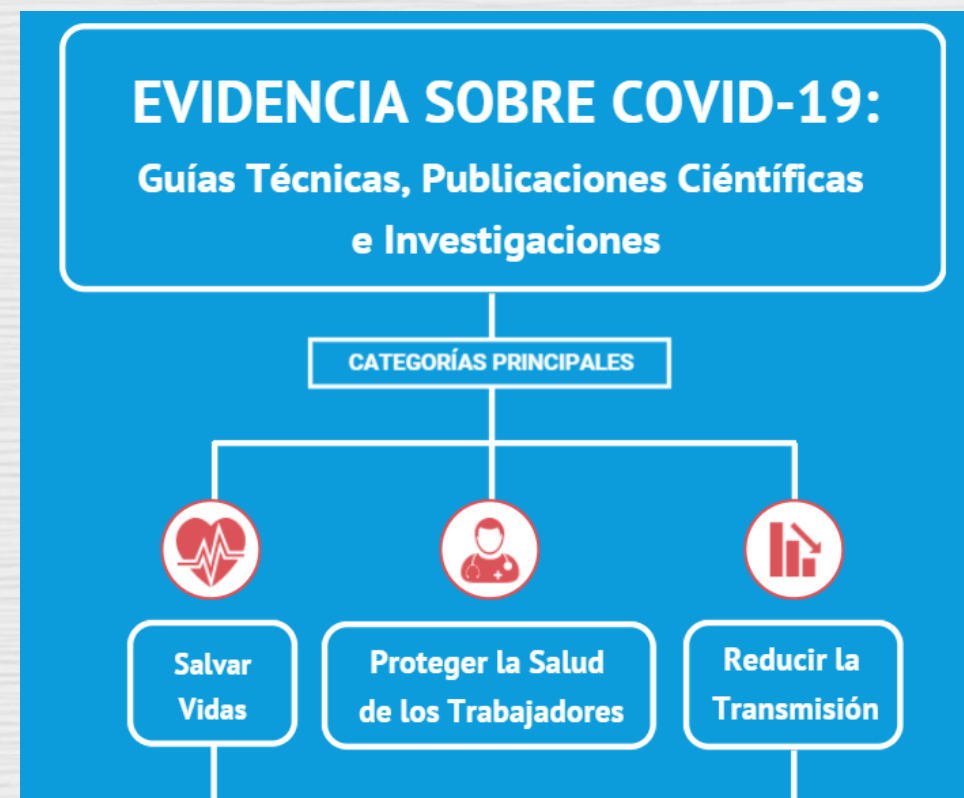 EVIDENCIA SOBRE COVID-19:
Guías Técnicas, Publicaciones Ciéntíficas
e Investigaciones
CATEGORÍAS PRINCIPALES
Salvar
Vidas
Proteger la Salud
de los Trabajadores
Reducir la
Transmisión